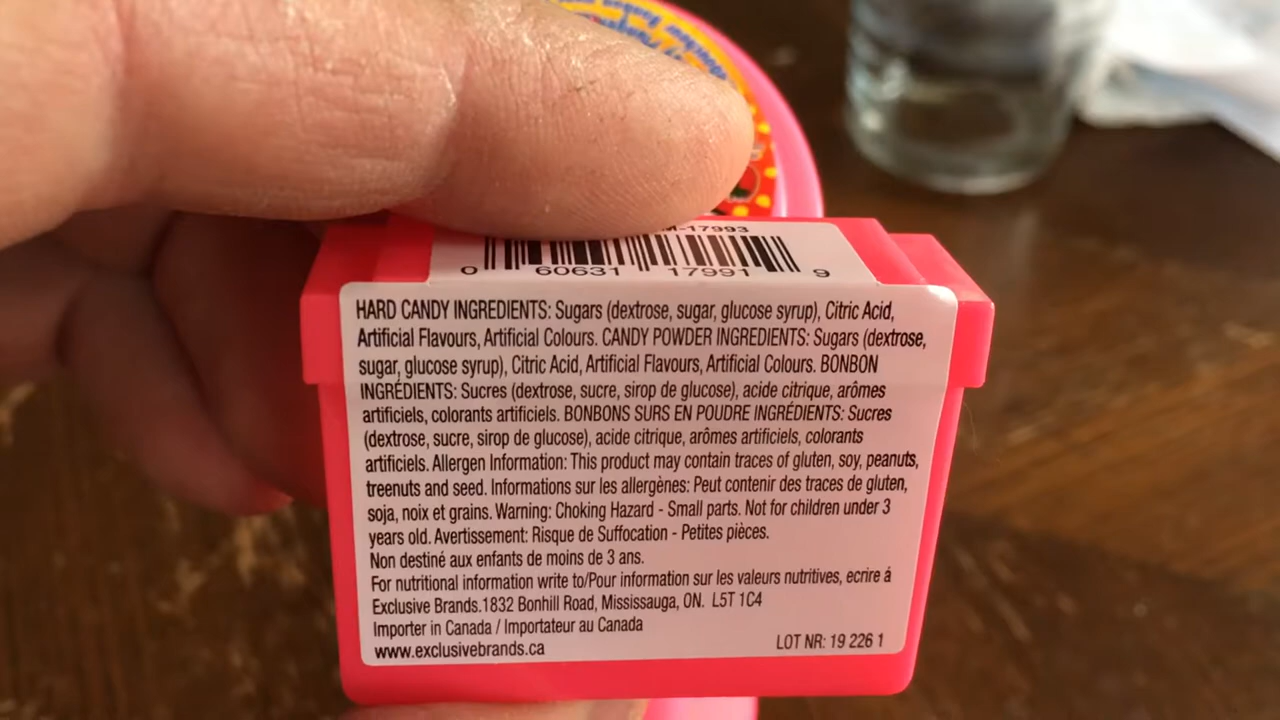 -17993
0 60631 17991 9
HARD CANDY INGREDIENTS: Sugars (dextrose, sugar, glucose syrup), Citric Acid,
Artificial Flavours, Artificial Colours. CANDY POWDER INGREDIENTS: Sugars (dextrose,
sugar, glucose syrup), Citric Acid, Artificial Flavours, Artificial Colours. BONBON
INGRÉDIENTS: Sucres (dextrose, sucre, sirop de glucose), acide citrique, arômes
artificiels, colorants artificiels. BONBONS SURS EN POUDRE INGRÉDIENTS: Sucres
(dextrose, sucre, sirop de glucose), acide citrique, arômes artificiels, colorants
artificiels. Allergen Information: This product may contain traces of gluten, soy, peanuts,
treenuts and seed. Informations sur les allergènes: Peut contenir des traces de gluten,
soja, noix et grains. Warning: Choking Hazard - Small parts. Not for children under 3
years old. Avertissement: Risque de Suffocation - Petites pièces.
Non destiné aux enfants de moins de 3 ans.
For nutritional information write to/Pour information sur les valeurs nutritives, ecrire á
Exclusive Brands.1832 Bonhill Road, Mississauga, ON. L5T 1C4
Importer in Canada / Importateur au Canada
www.exclusivebrands.ca
LOT NR: 19 226 1